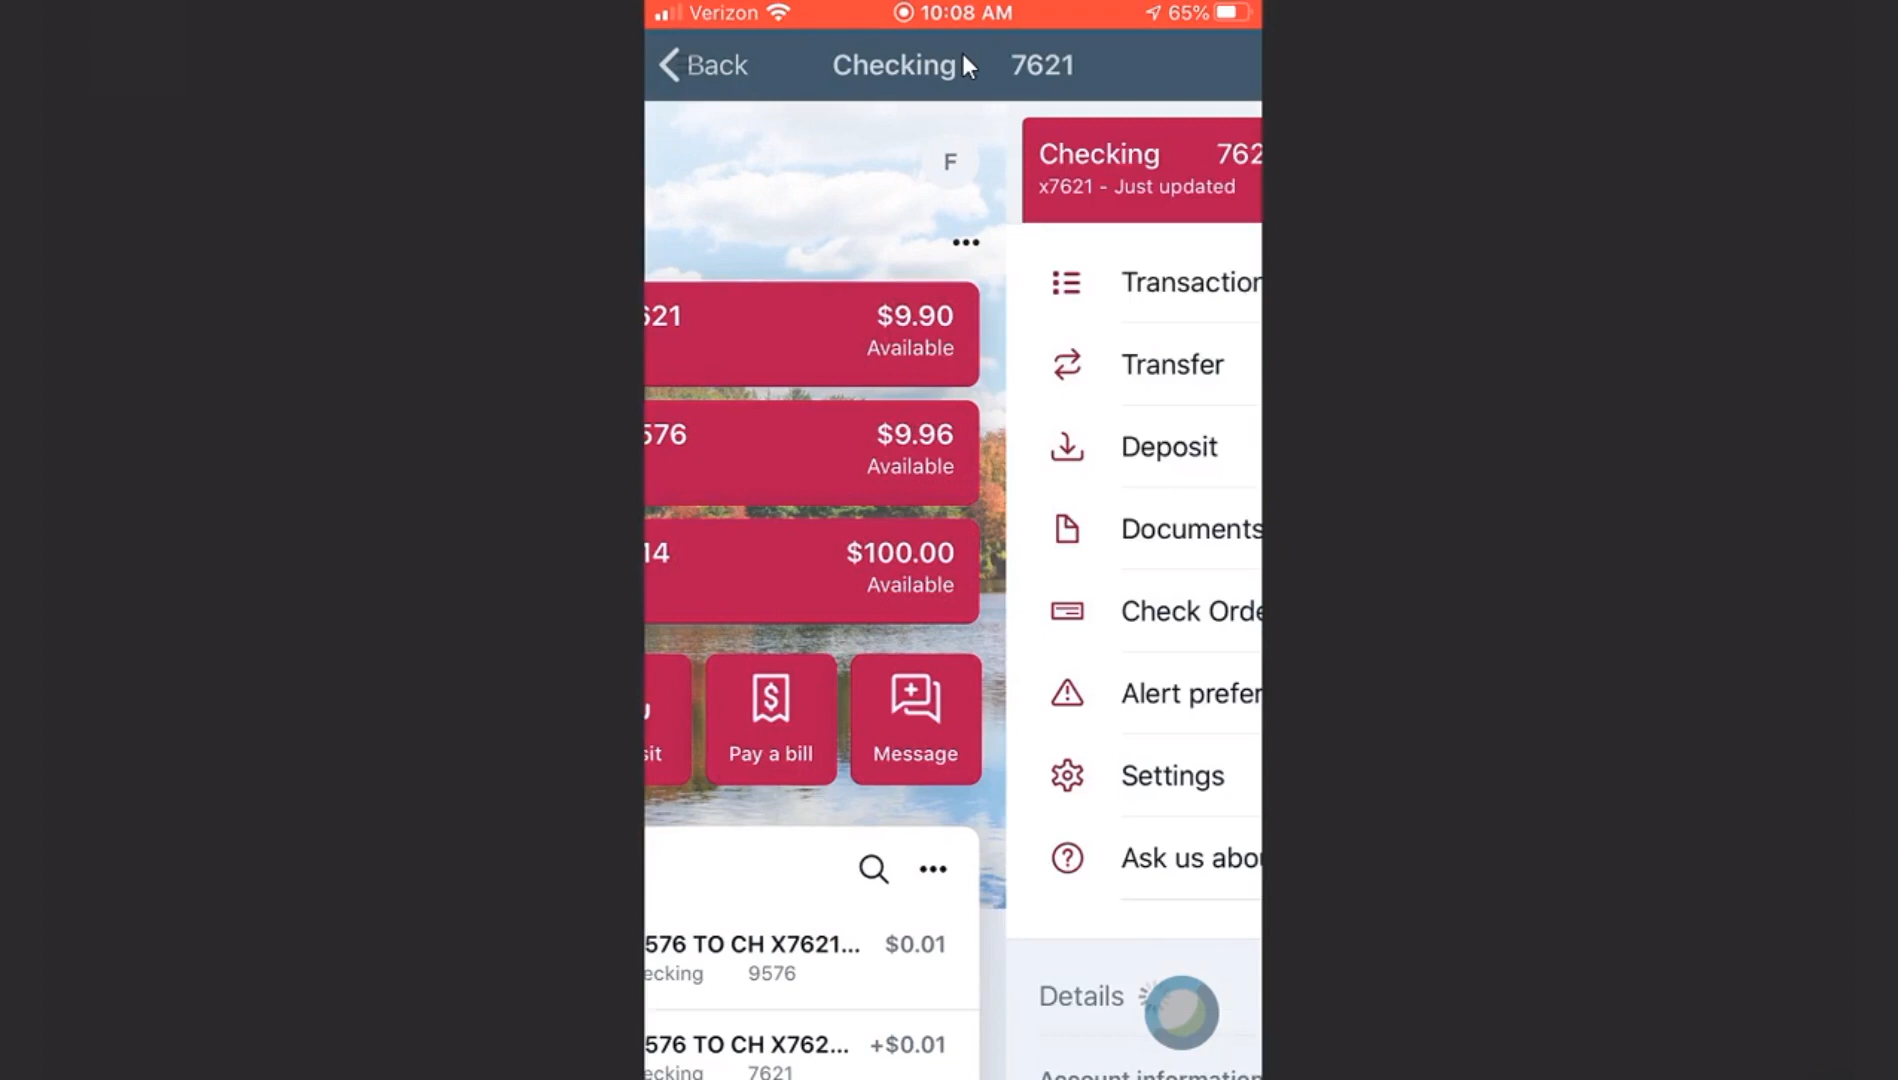 Verizon
10:08 AM
65%
Back
Checking 7621
F
621
$9.90
Available
576
$9.96
Available
14
$100.00
Available
sit
Pay a bill
Message
576 TO CH X7621... $0.01
ecking 9576
576 TO CH X762... +$0.01
ecking 7621
Checking 762
x7621 - Just updated
Transaction
Transfer
Deposit
Documents
Check Orde
Alert prefer
Settings
Ask us abo
Details
Account information